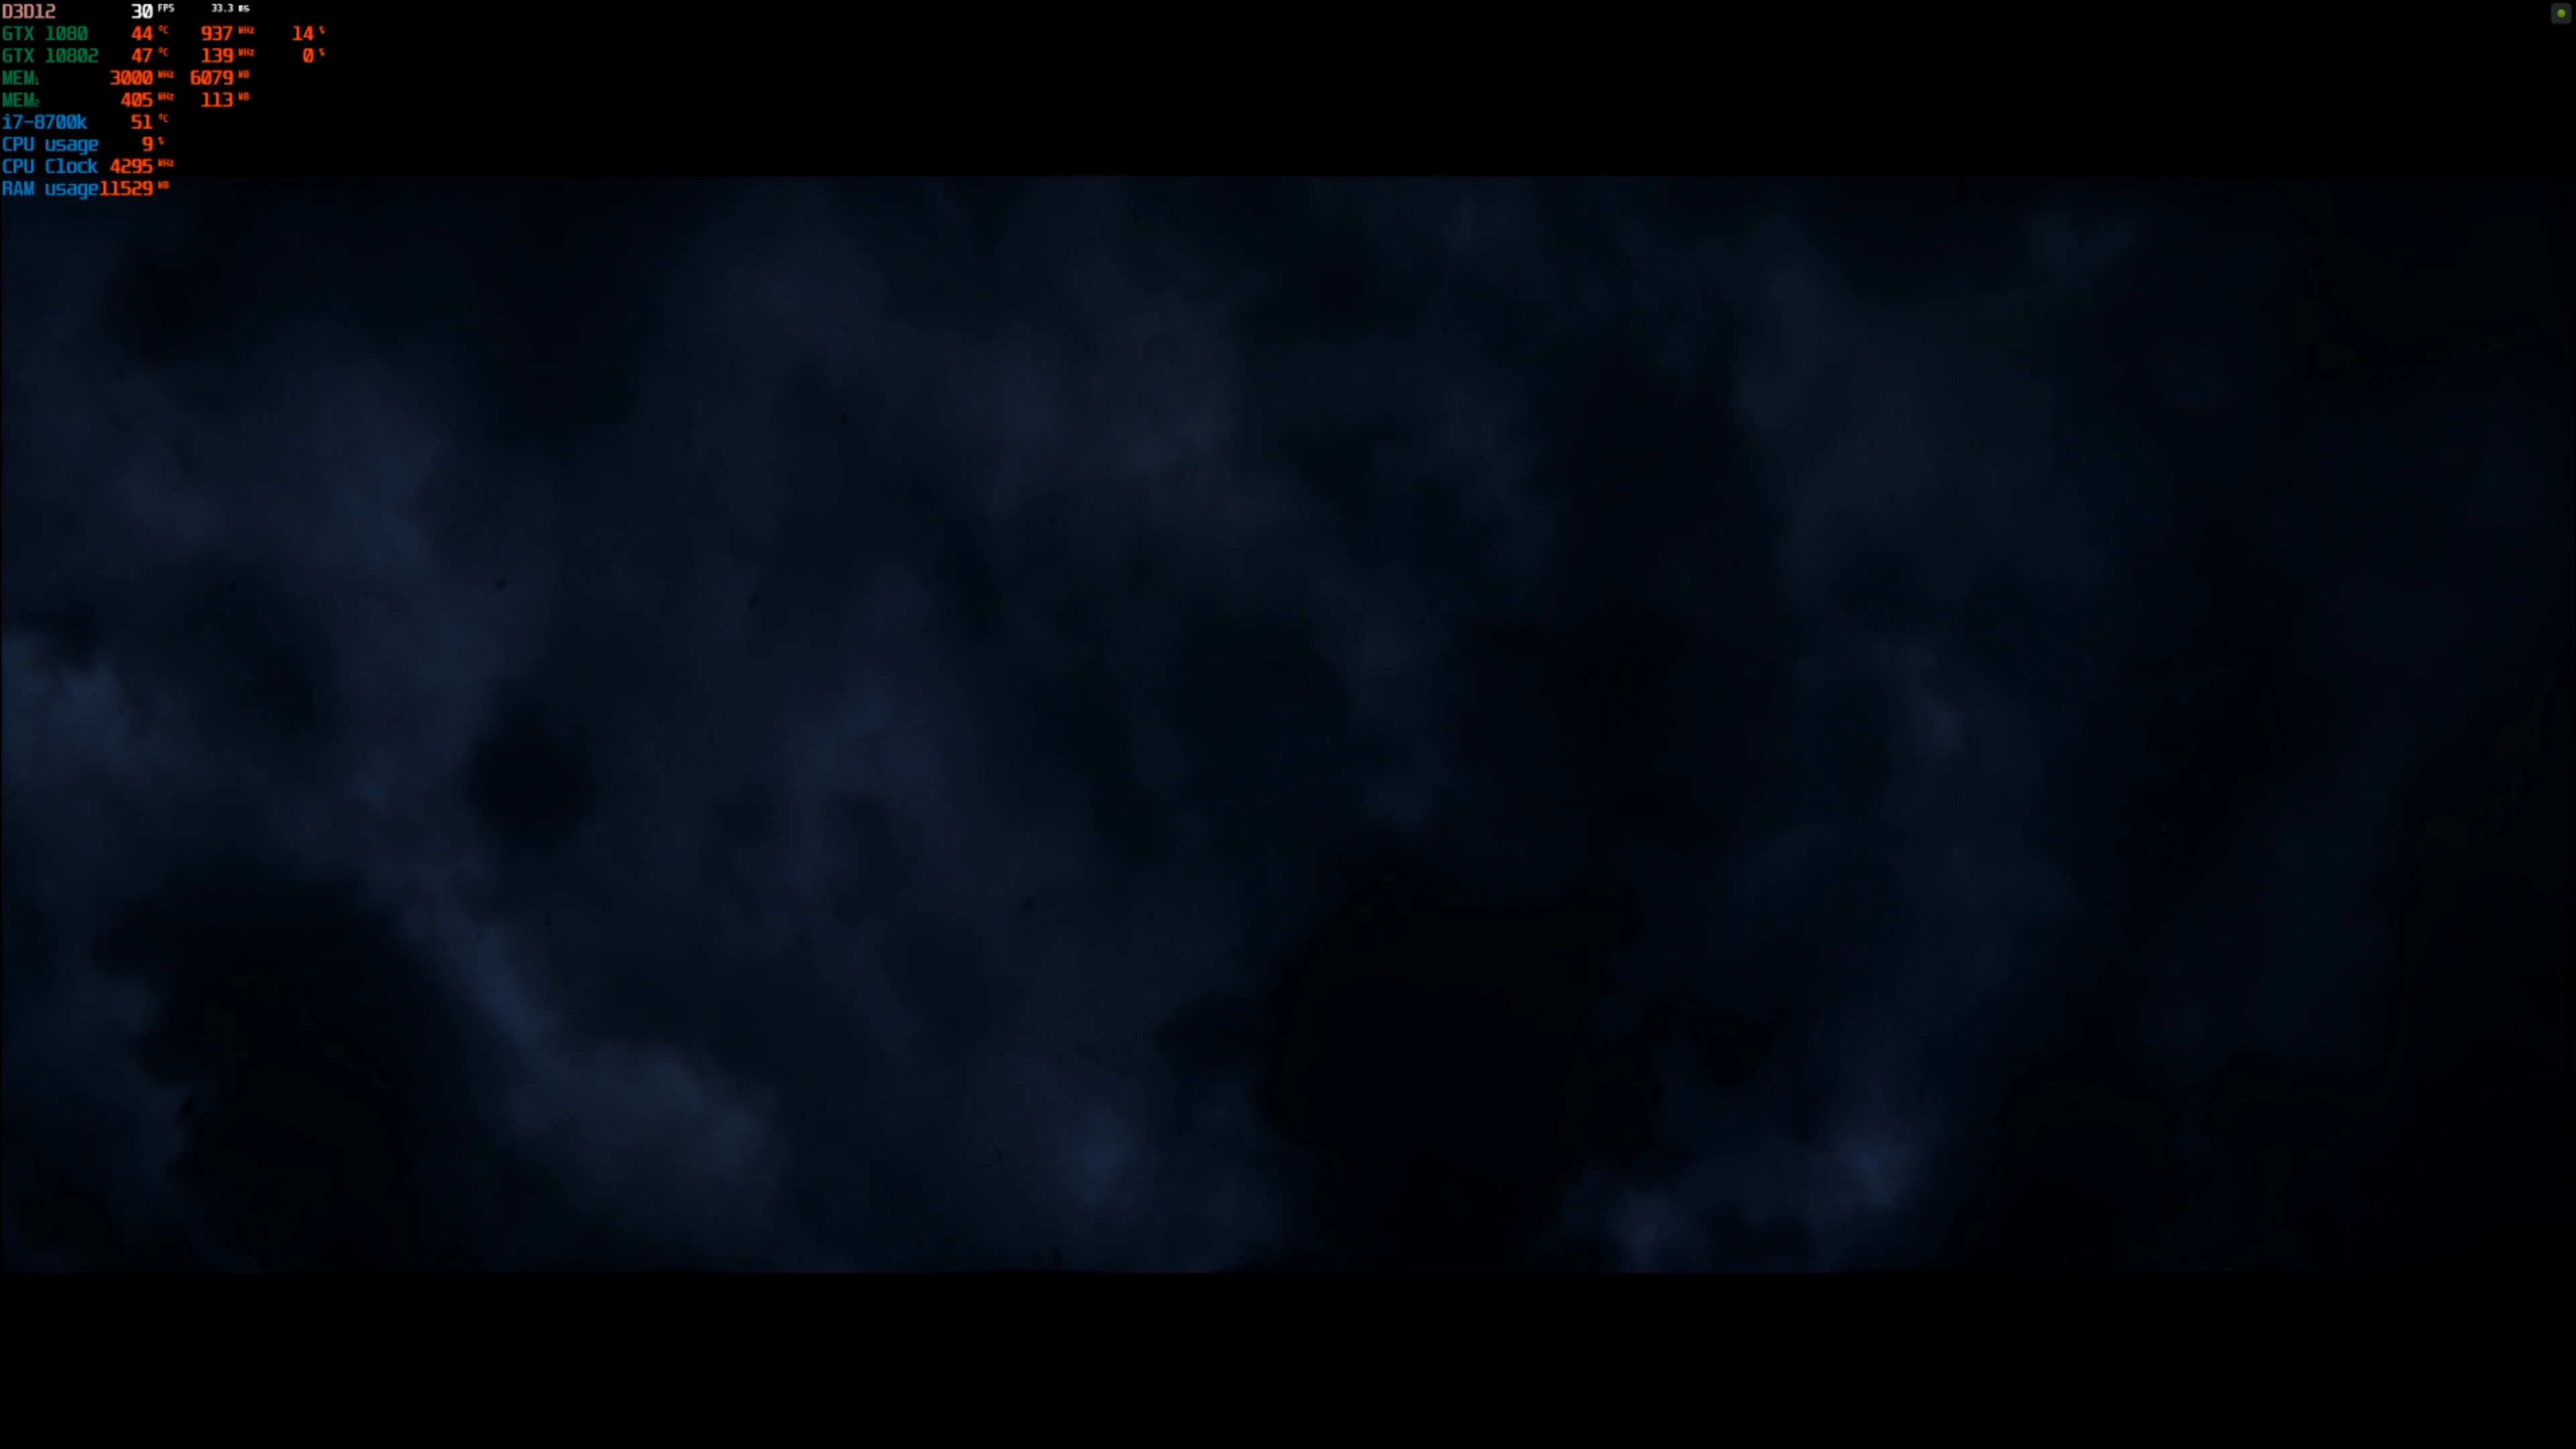 D3D12 30 FPS 33.3 ms
GTX 1080 44 °C 937 MHz 14 %
GTX 10802 47 °C 139 MHz 0 %
MEM1 3000 MHz 6079 MB
MEM2 405 MHz 113 MB
i7-8700k 51 °C
CPU usage 9 %
CPU Clock 4295 MHz
RAM usage 11529 MB